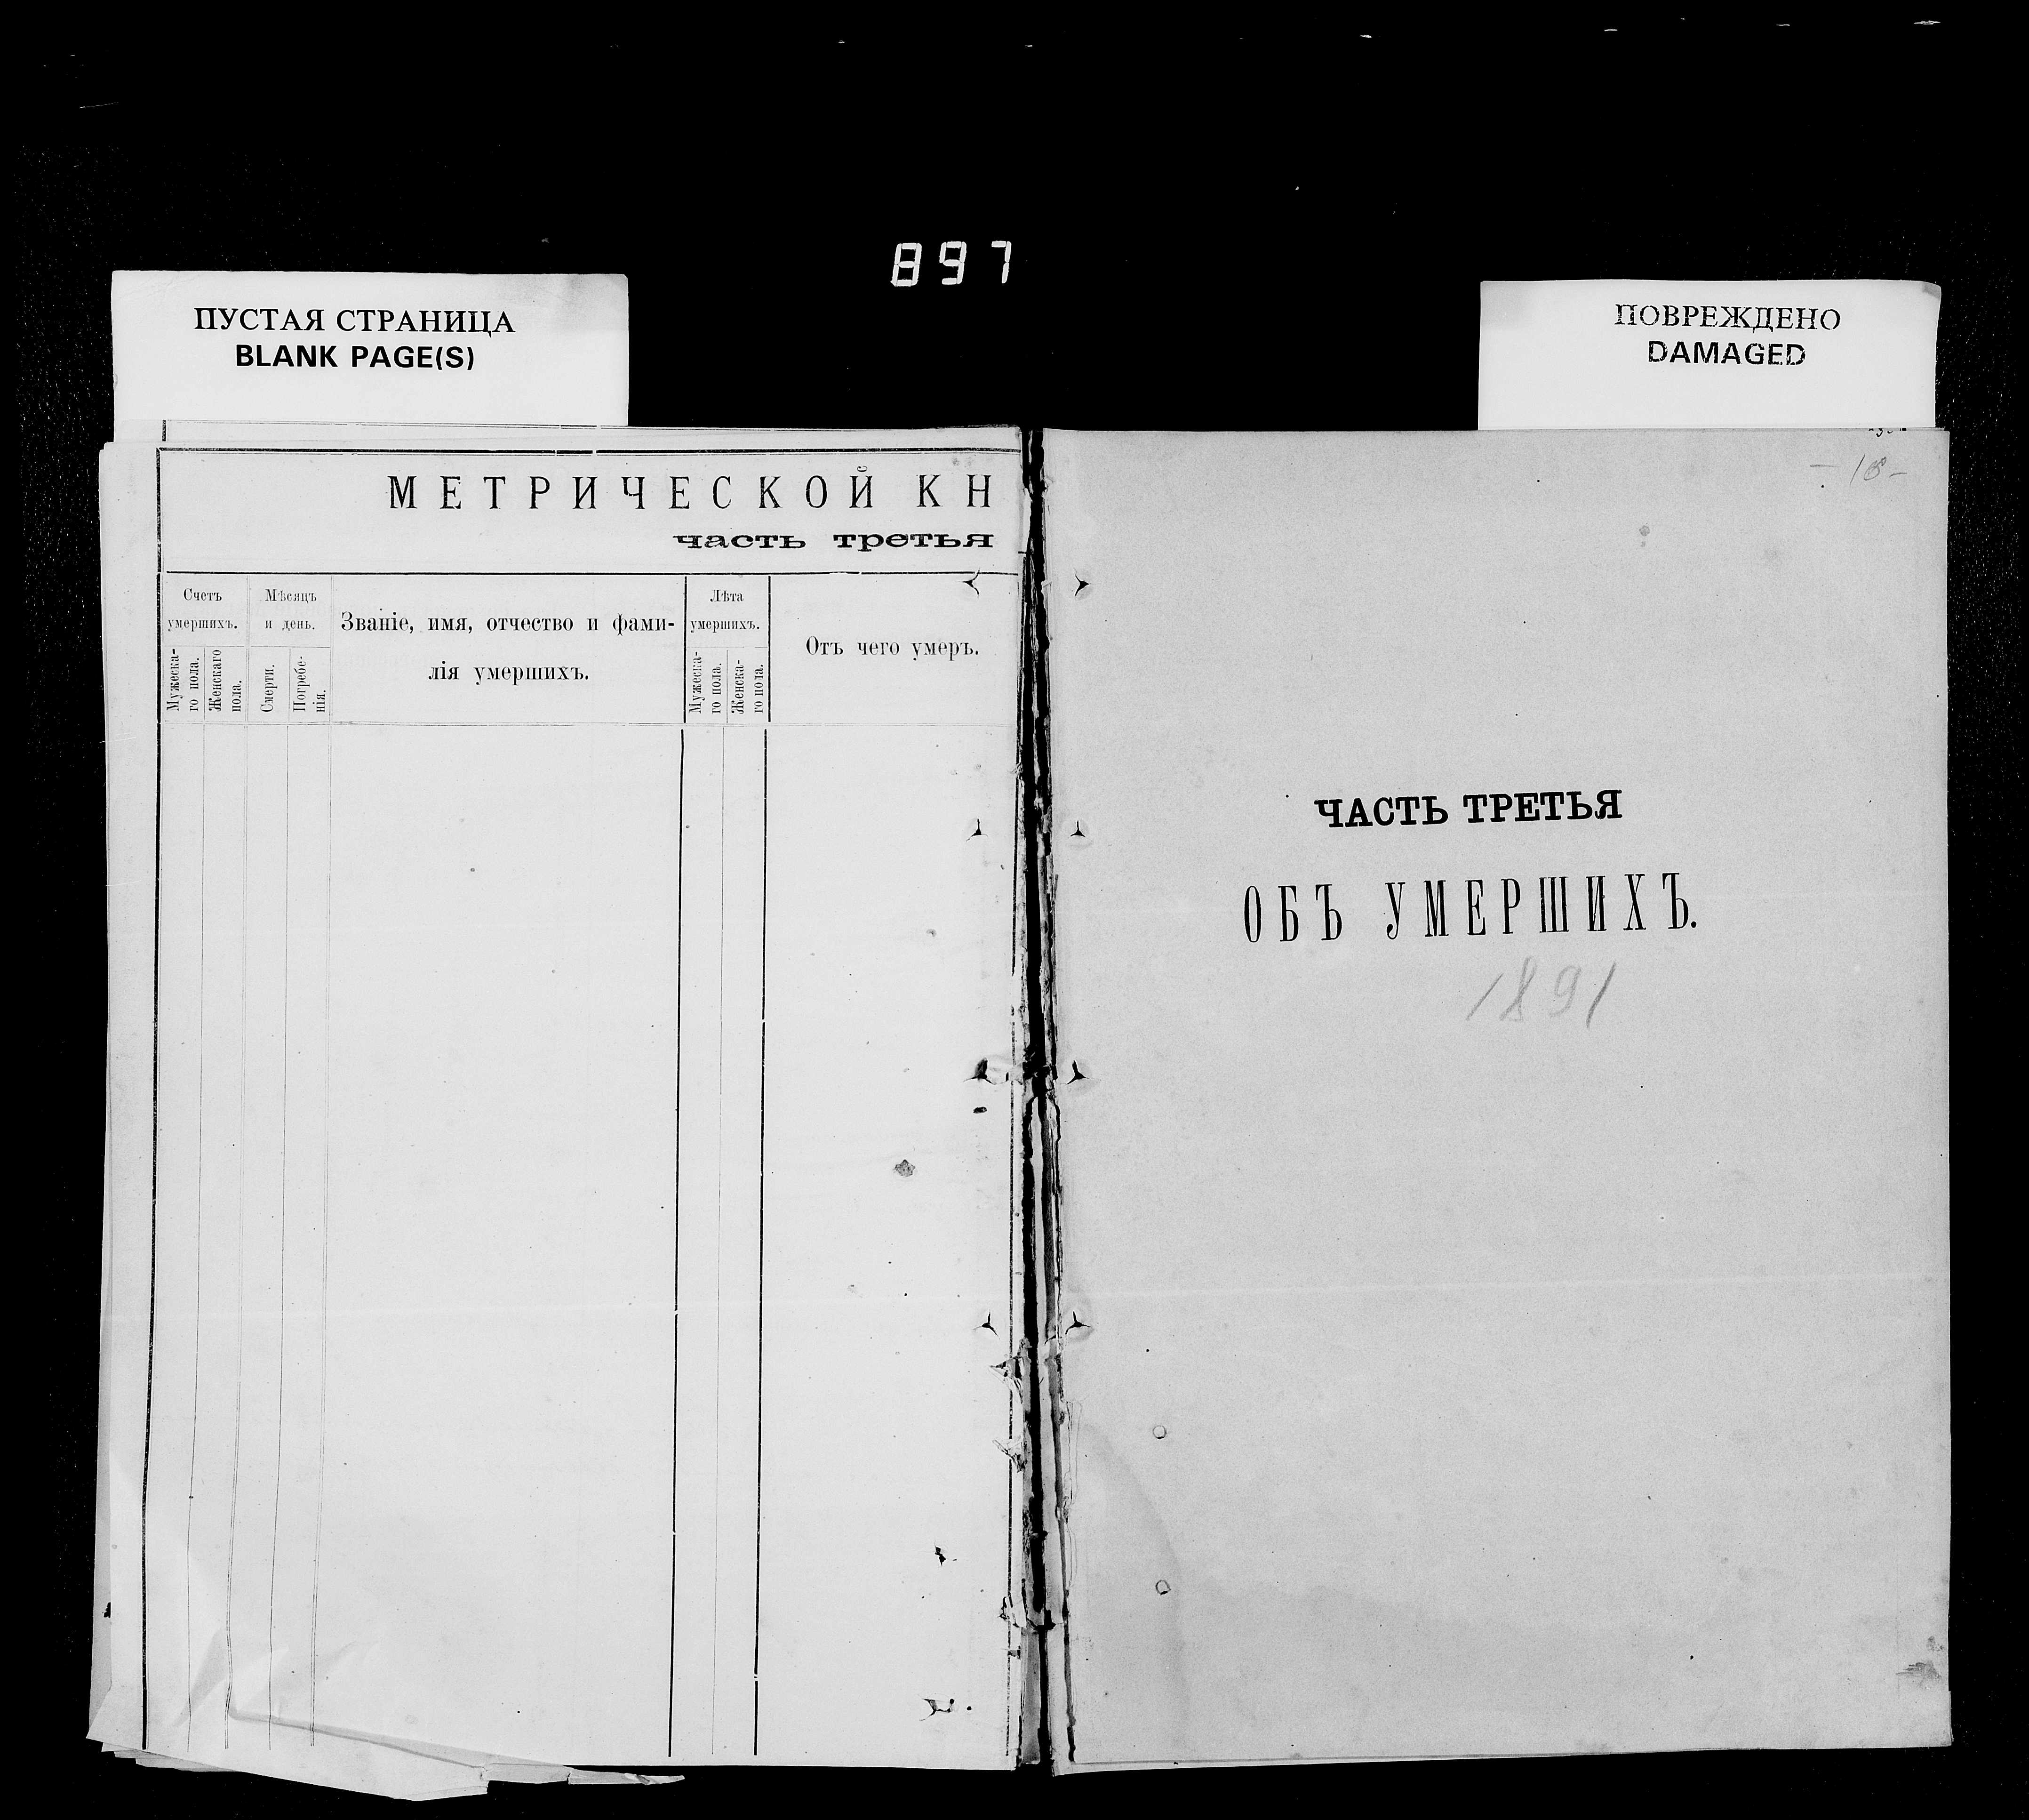 897
ПУСТАЯ СТРАНИЦА
BLANK PAGE(S)
ПОВРЕЖДЕНО
DAMAGED
МЕТРИЧЕСКОЙ КН
часть третья
Счетъ
умершихъ.
Мужеска-
го пола.
Женскаго
пола.
Мѣсяцъ
и день.
Смерти.
Погребе-
нія.
Званіе, имя, отчество и фами-
лія умершихъ.
Лѣта
умершихъ.
Мужеска-
го пола.
Женска-
го пола.
Отъ чего умеръ.
ЧАСТЬ ТРЕТЬЯ
ОБЪ УМЕРШИХЪ.
1891